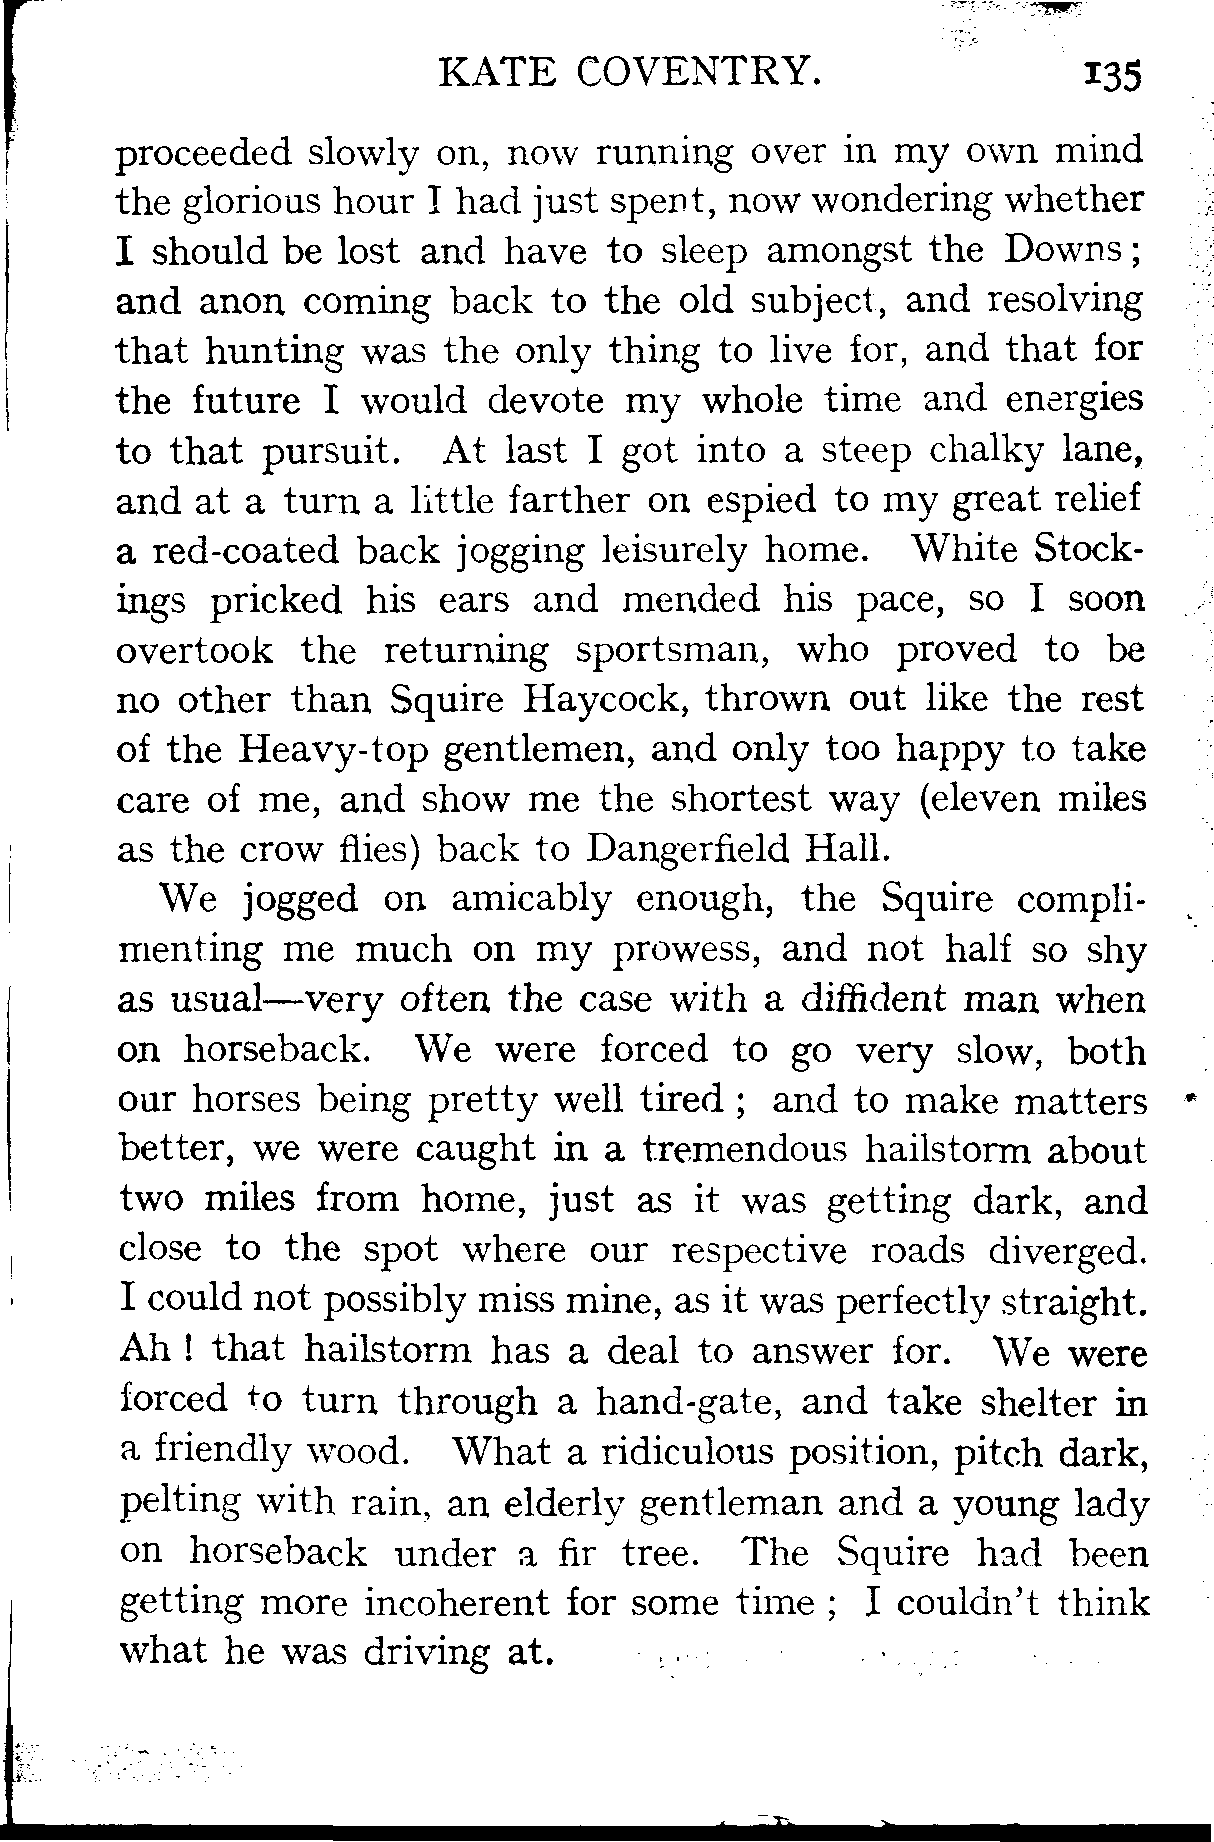 KATE COVENTRY. 135
proceeded slowly on, now running over in my own mind
the glorious hour I had just spent, now wondering whether
I should be lost and have to sleep amongst the Downs ;
and anon coming back to the old subject, and resolving
that hunting was the only thing to live for, and that for
the future I would devote my whole time and energies
to that pursuit. At last I got into a steep chalky lane,
and at a turn a little farther on espied to my great relief
a red-coated back jogging leisurely home. White Stock-
ings pricked his ears and mended his pace, so I soon
overtook the returning sportsman, who proved to be
no other than Squire Haycock, thrown out like the rest
of the Heavy-top gentlemen, and only too happy to take
care of me, and show me the shortest way (eleven miles
as the crow flies) back to Dangerfield Hall.
We jogged on amicably enough, the Squire compli-
menting me much on my prowess, and not half so shy
as usual—very often the case with a diffident man when
on horseback. We were forced to go very slow, both
our horses being pretty well tired ; and to make matters
better, we were caught in a tremendous hailstorm about
two miles from home, just as it was getting dark, and
close to the spot where our respective roads diverged.
I could not possibly miss mine, as it was perfectly straight.
Ah ! that hailstorm has a deal to answer for. We were
forced to turn through a hand-gate, and take shelter in
a friendly wood. What a ridiculous position, pitch dark,
pelting with rain, an elderly gentleman and a young lady
on horseback under a fir tree. The Squire had been
getting more incoherent for some time ; I couldn't think
what he was driving at.